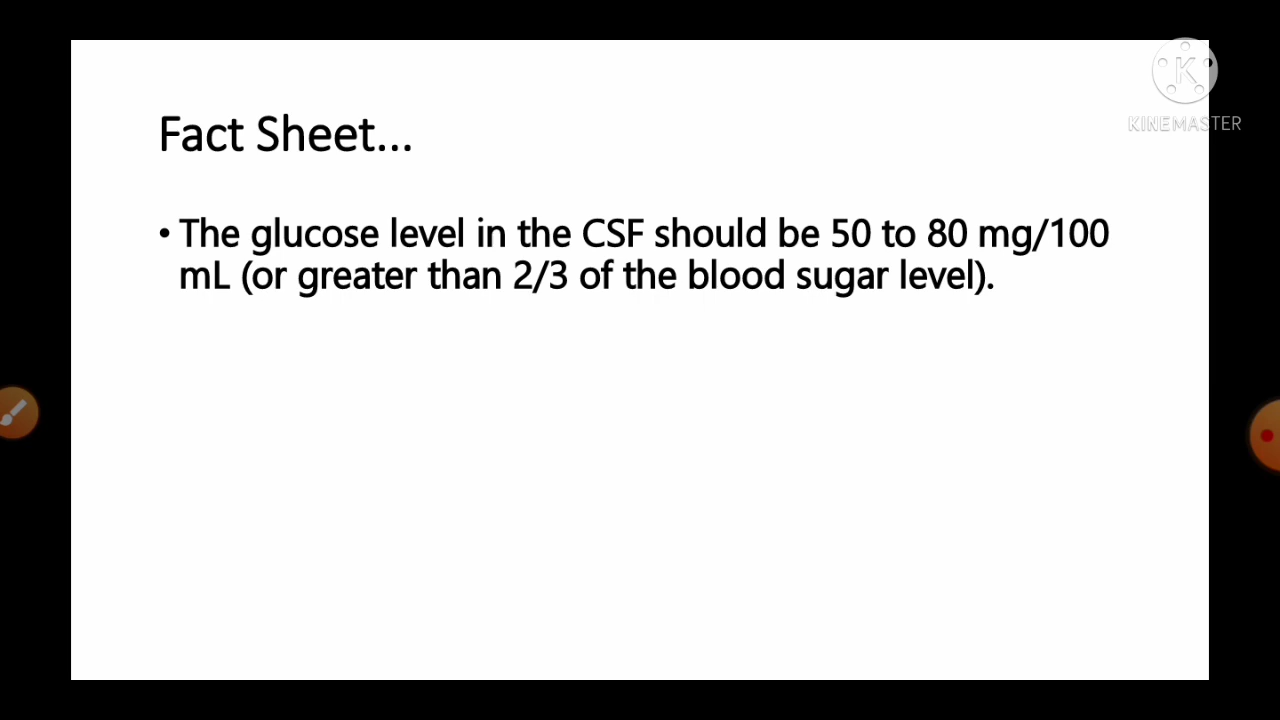 KINEMASTER
Fact Sheet...
• The glucose level in the CSF should be 50 to 80 mg/100
mL (or greater than 2/3 of the blood sugar level).